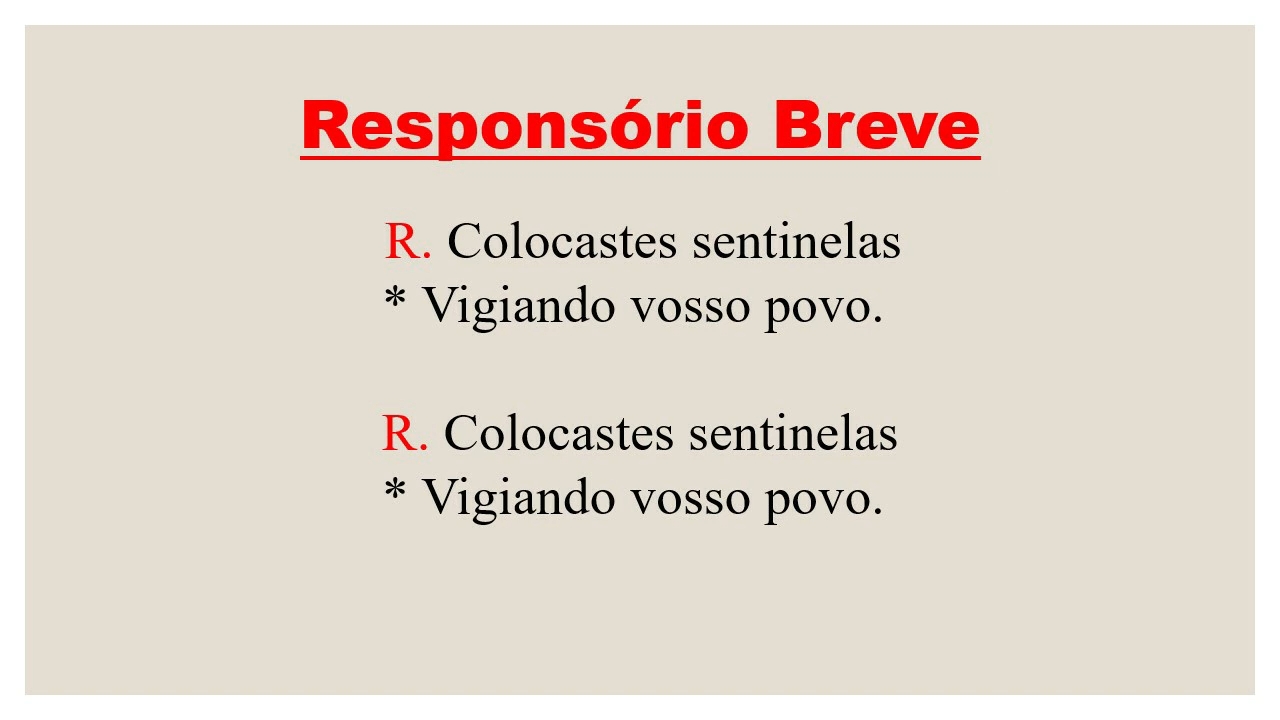 Responsório Breve
R. Colocastes sentinelas
* Vigiando vosso povo.
R. Colocastes sentinelas
* Vigiando vosso povo.